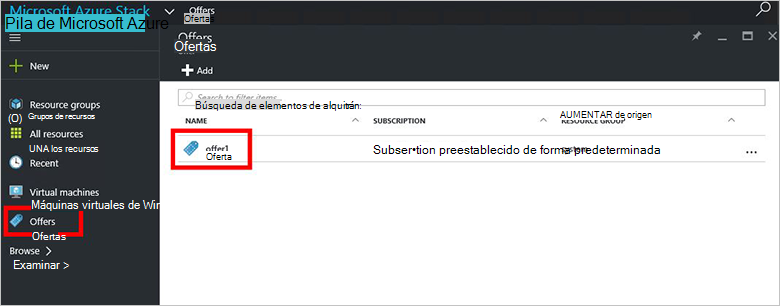 Microsoft Azure Stack
Offers
Ofertas
Pila de Microsoft Azure
Offers
Ofertas
New
Add
Search to filter items...
Búsqueda de elementos de alquitrán:
Resource groups
(O) Grupos de recursos
All resources
UNA los recursos
Recent
NAME
SUBSCRIPTION
AUMENTAR de origen
RESOURCE GROUP
offer1
Oferta
Subser•tion preestablecido de forma predeterminada
...
Virtual machines
Máquinas virtuales de Win
Offers
Ofertas
Browse >
Examinar >